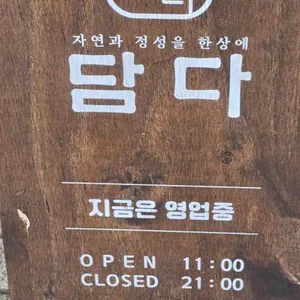 자연과 정성을 한상에
담다
지금은 영업중
OPEN 11:00
CLOSED 21:00